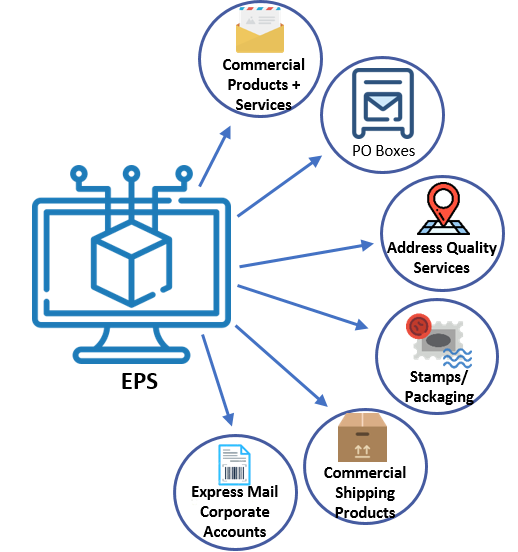 Commercial
Products +
Services
PO Boxes
Address Quality
Services
Stamps/
Packaging
Commercial
Shipping
Products
Express Mail
Corporate
Accounts
EPS